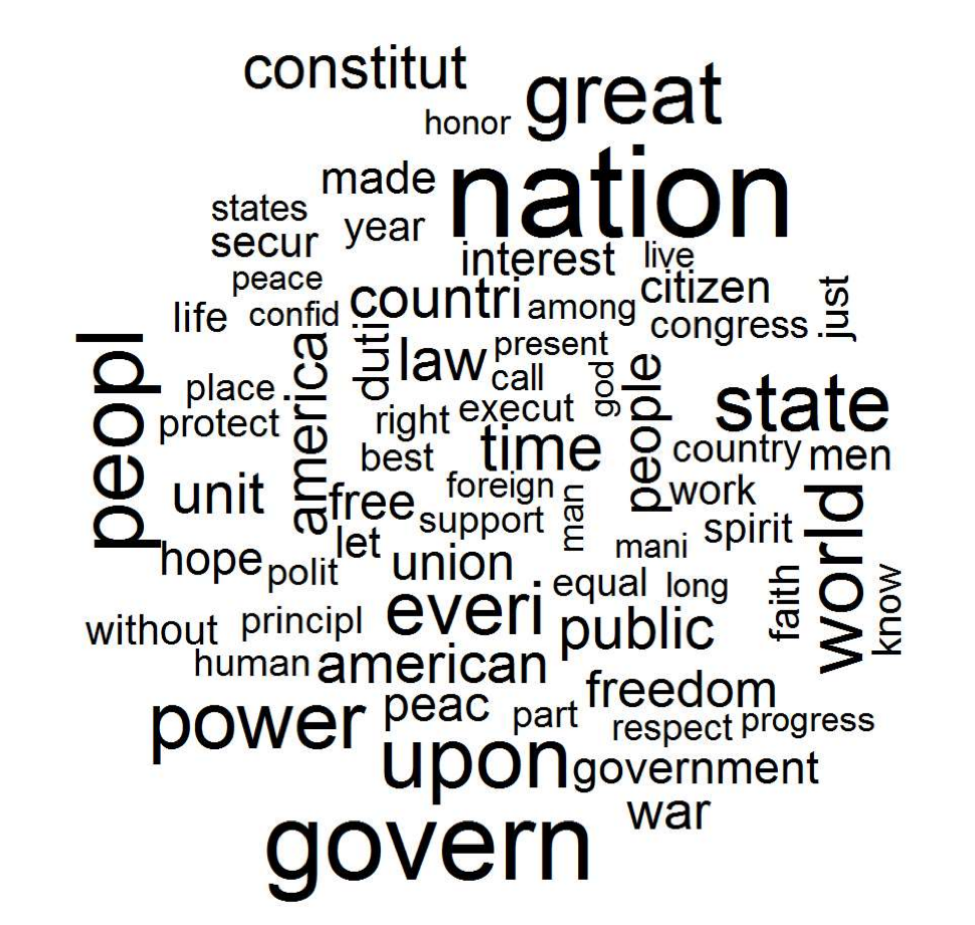 constitut
great
honor
nation
made
states
year
secur
interest
live
peace
countri
citizen
just
life
confid
among
congress
peopl
america
duti
law
present
call
god
people
place
state
protect
right
execut
time
best
country
men
unit
free
foreign
man
work
world
support
spirit
let
hope
polit
union
mani
equal
long
faith
know
without
principl
everi
public
human
american
freedom
power
peac
part
respect
progress
upon
government
war
govern